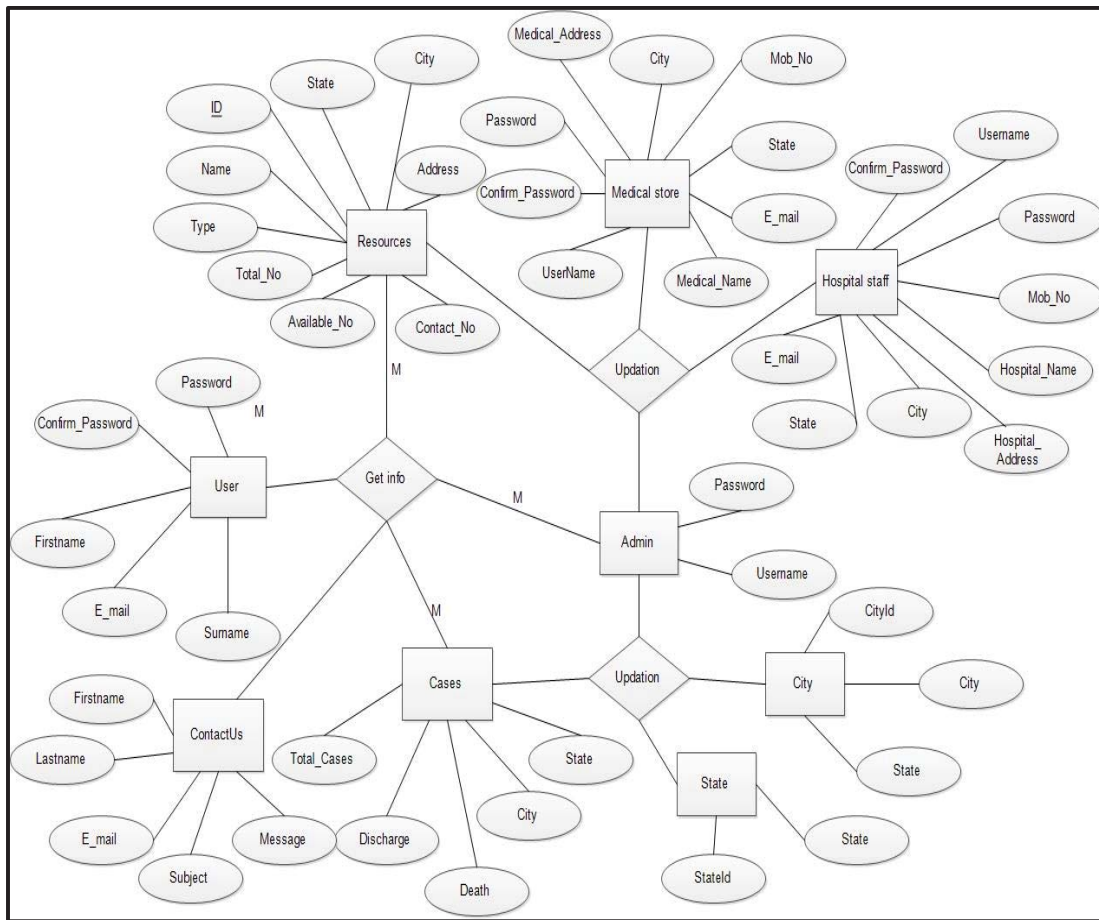 Medical_Address
City
City
Mob_No
State
ID
Password
Username
State
Confirm_Password
Name
Address
Medical store
Confirm_Password
Password
Type
Resources
E_mail
Total_No
UserName
Medical_Name
Hospital staff
Mob_No
Available_No
Contact_No
E_mail
Updation
Hospital_Name
M
Password
M
State
City
Hospital_
Address
Confirm_Password
User
Get info
M
Password
Admin
Firstname
Username
E_mail
Surname
M
CityId
Cases
Updation
City
City
Firstname
ContactUs
Lastname
Total_Cases
State
State
State
City
E_mail
Message
Discharge
State
Subject
Death
StateId